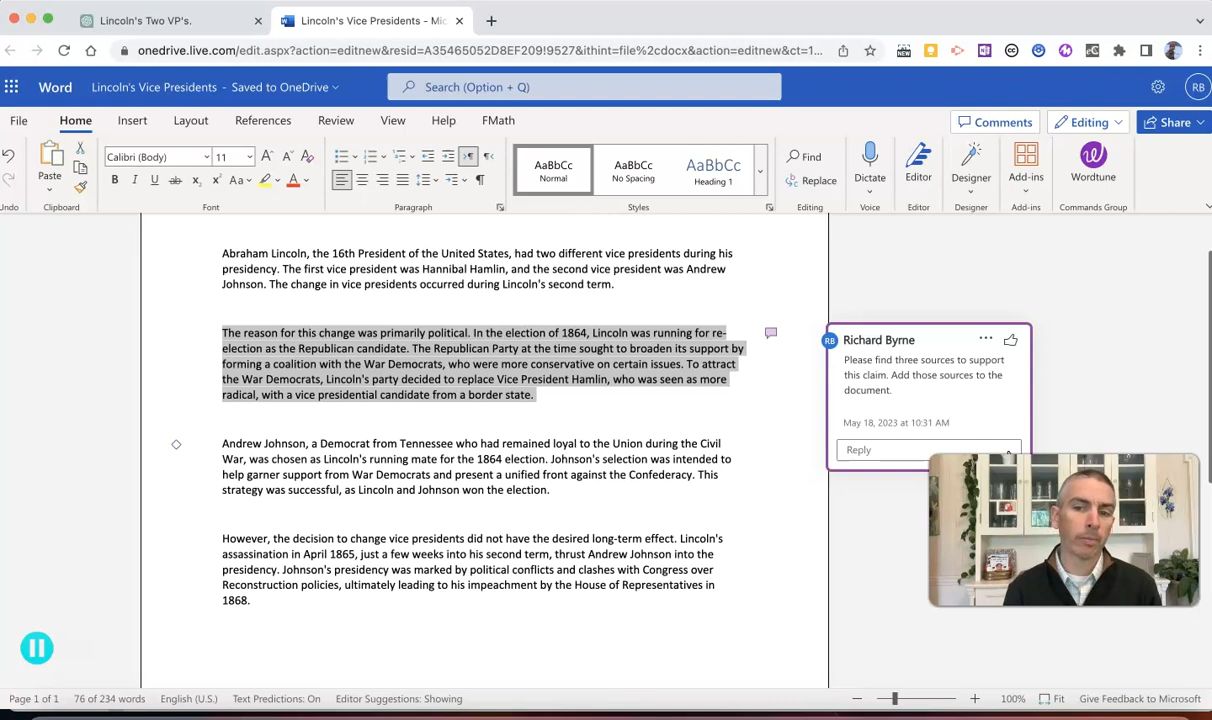 Lincoln's Two VP's.
Lincoln's Vice Presidents - Mic
onedrive.live.com/edit.aspx?action=editnew&resid=A35465052D8EF209!9527&ithint=file%2cdocx&action=editnew&ct=1...
Word Lincoln's Vice Presidents - Saved to OneDrive Search (Option + Q) RB
File Home Insert Layout References Review View Help FMath Comments Editing Share
Calibri (Body) 11 AaBbCc AaBbCc AaBbCc Find
Paste Normal No Spacing Heading 1 Replace Dictate Editor Designer Add-ins Wordtune
Undo Clipboard Font Paragraph Styles Editing Voice Editor Designer Add-ins Commands Group
Abraham Lincoln, the 16th President of the United States, had two different vice presidents during his
presidency. The first vice president was Hannibal Hamlin, and the second vice president was Andrew
Johnson. The change in vice presidents occurred during Lincoln's second term.
The reason for this change was primarily political. In the election of 1864, Lincoln was running for re-
election as the Republican candidate. The Republican Party at the time sought to broaden its support by
forming a coalition with the War Democrats, who were more conservative on certain issues. To attract
the War Democrats, Lincoln's party decided to replace Vice President Hamlin, who was seen as more
radical, with a vice presidential candidate from a border state.
Andrew Johnson, a Democrat from Tennessee who had remained loyal to the Union during the Civil
War, was chosen as Lincoln's running mate for the 1864 election. Johnson's selection was intended to
help garner support from War Democrats and present a unified front against the Confederacy. This
strategy was successful, as Lincoln and Johnson won the election.
However, the decision to change vice presidents did not have the desired long-term effect. Lincoln's
assassination in April 1865, just a few weeks into his second term, thrust Andrew Johnson into the
presidency. Johnson's presidency was marked by political conflicts and clashes with Congress over
Reconstruction policies, ultimately leading to his impeachment by the House of Representatives in
1868.
RB Richard Byrne
Please find three sources to support
this claim. Add those sources to the
document.
May 18, 2023 at 10:31 AM
Reply
Page 1 of 1 76 of 234 words English (U.S.) Text Predictions: On Editor Suggestions: Showing 100% Fit Give Feedback to Microsoft